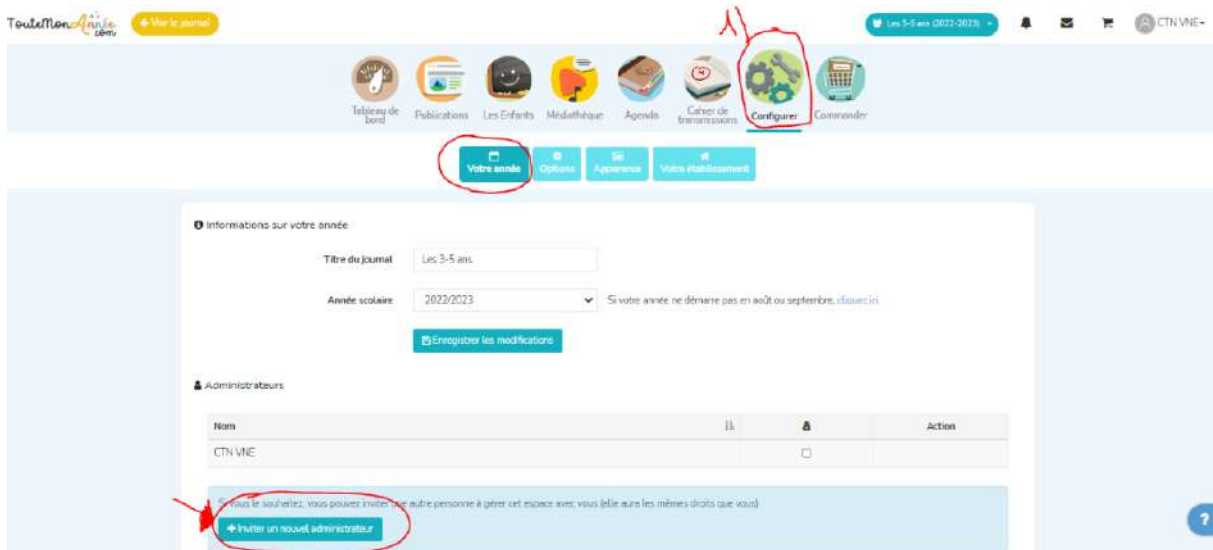 TouteMonAnnée.com
Voir le journal
1)
Les 3-5 ans (2022-2023)
CTN VNE
Tableau de bord
Publications
Les Enfants
Médiathèque
Agenda
Cahier de transmissions
Configurer
Commander
Votre année
Options
Apparence
Votre établissement
Informations sur votre année
Titre du journal
Les 3-5 ans
Année scolaire
2022/2023
Si votre année ne démarre pas en août ou septembre, cliquez ici
Enregistrer les modifications
Administrateurs
Nom
Action
CTN VNE
Si vous le souhaitez, vous pouvez inviter une autre personne à gérer cet espace avec vous (elle aura les mêmes droits que vous)
+ Inviter un nouvel administrateur
?